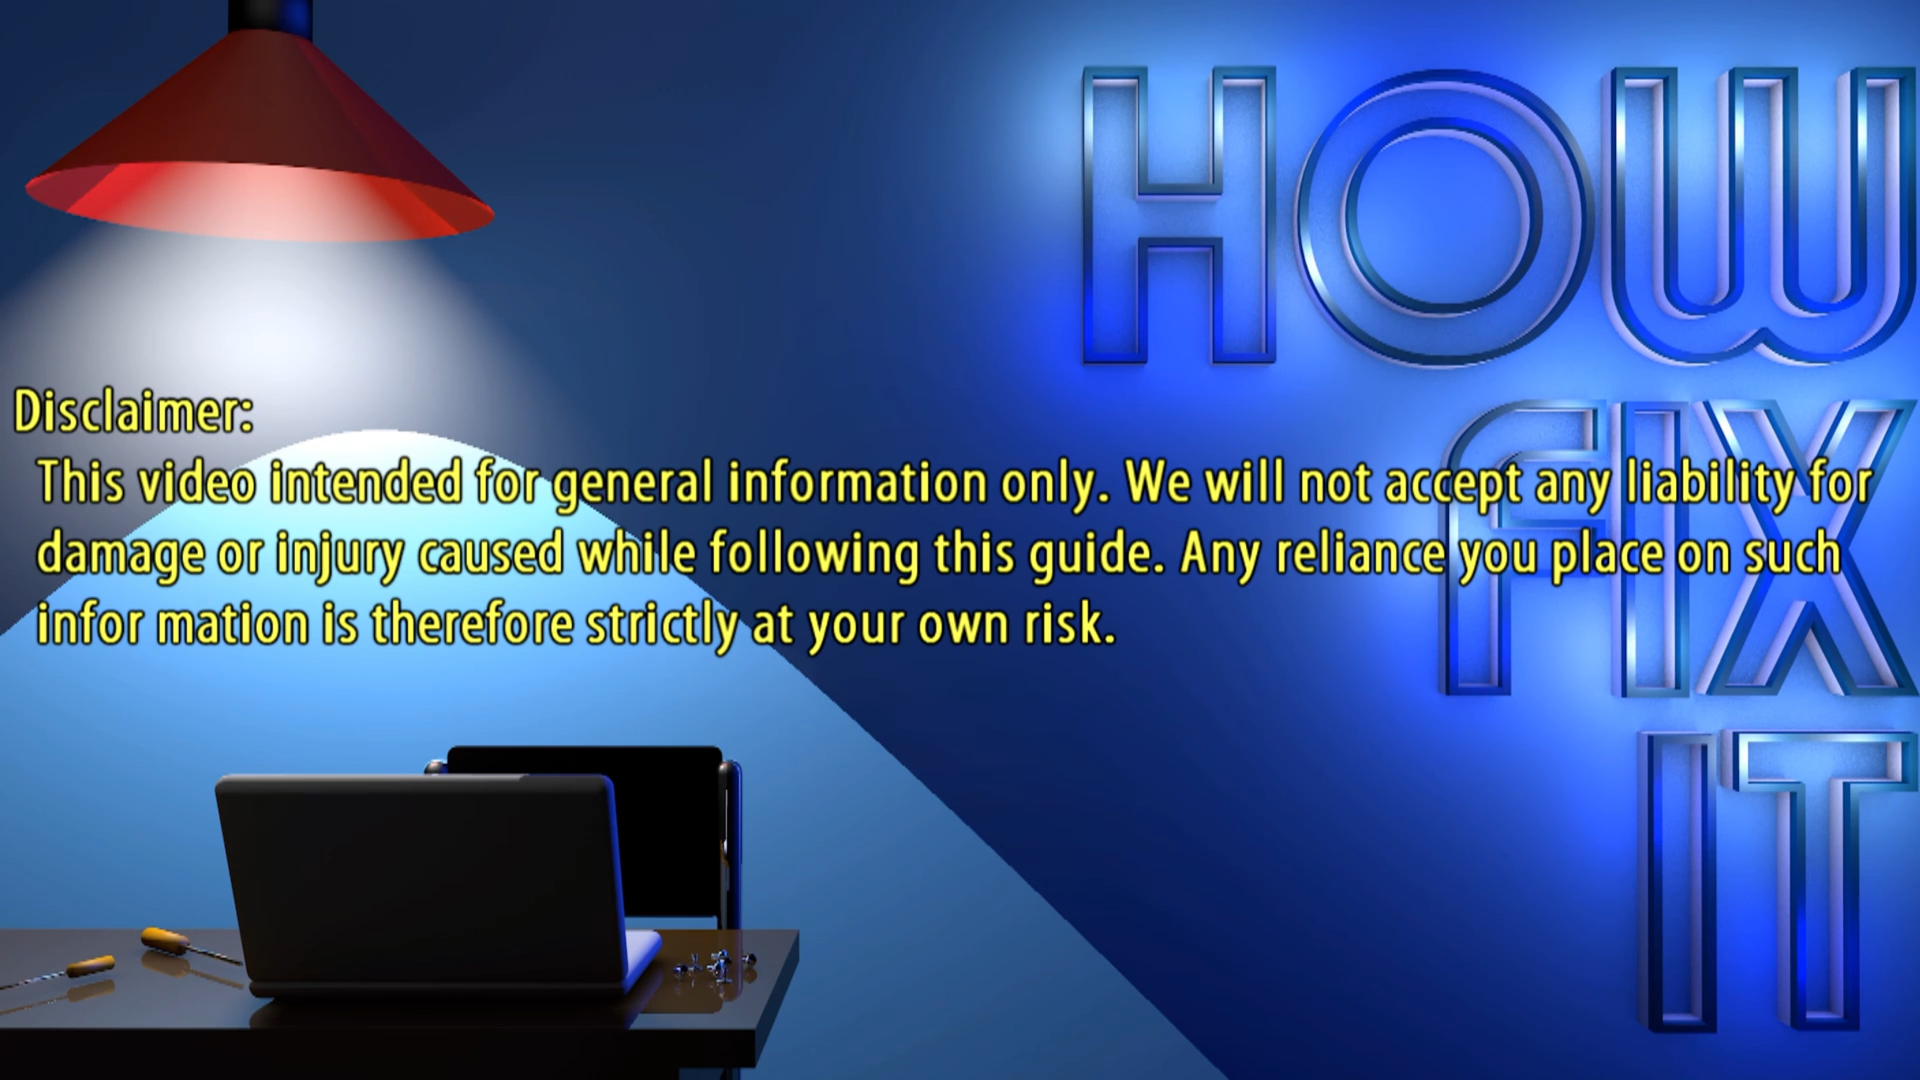 HOW
FIX
IT
Disclaimer:
This video intended for general information only. We will not accept any liability for
damage or injury caused while following this guide. Any reliance you place on such
infor mation is therefore strictly at your own risk.